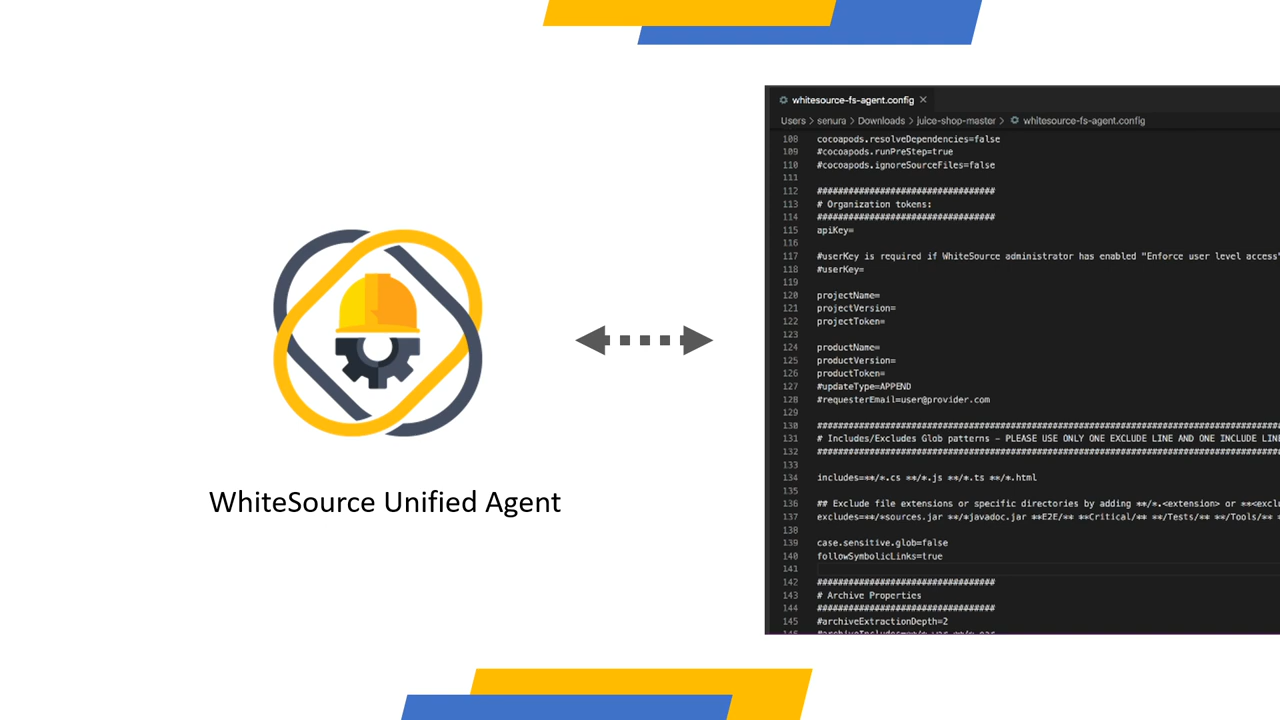 WhiteSource Unified Agent
whitesource-fs-agent.config
Users > senura > Downloads > juice-shop-master > whitesource-fs-agent.config
108 cocoapods.resolveDependencies=false
109 #cocoapods.runPreStep=true
110 #cocoapods.ignoreSourceFiles=false
111
112 ##################################
113 # Organization tokens:
114 ##################################
115 apiKey=
116
117 #userKey is required if WhiteSource administrator has enabled "Enforce user level access"
118 #userKey=
119
120 projectName=
121 projectVersion=
122 projectToken=
123
124 productName=
125 productVersion=
126 productToken=
127 #updateType=APPEND
128 #requesterEmail=user@provider.com
129
130 #########################################################################################
131 # Includes/Excludes Glob patterns – PLEASE USE ONLY ONE EXCLUDE LINE AND ONE INCLUDE LINE
132 #########################################################################################
133
134 includes=**/*.cs **/*.js **/*.ts **/*.html
135
136 ## Exclude file extensions or specific directories by adding **/*.<extension> or **<exclu
137 excludes=**/*sources.jar **/*javadoc.jar **E2E/** **Critical/** **/Tests/** **/Tools/**
138
139 case.sensitive.glob=false
140 followSymbolicLinks=true
141
142 ##################################
143 # Archive Properties
144 ##################################
145 #archiveExtractionDepth=2